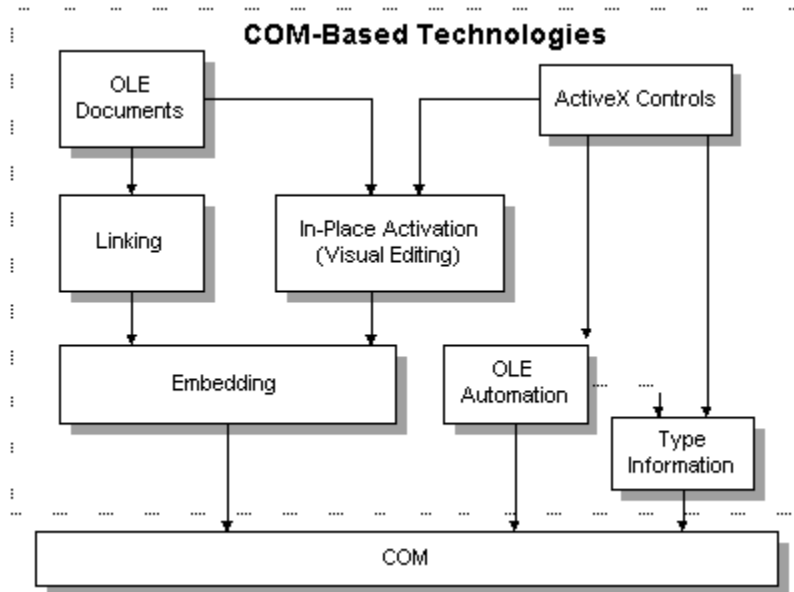 COM-Based Technologies
OLE
Documents
ActiveX Controls
Linking
In-Place Activation
(Visual Editing)
Embedding
OLE
Automation
Type
Information
COM